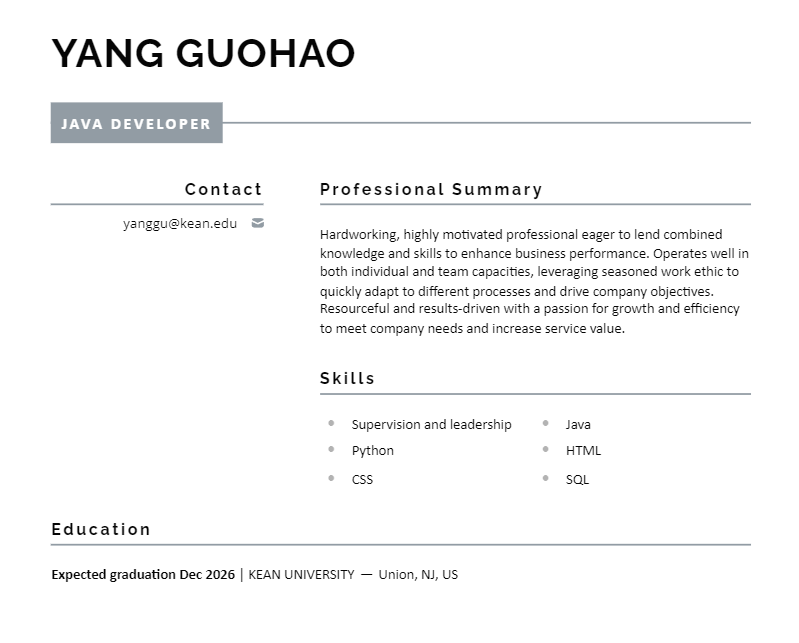 YANG GUOHAO
JAVA DEVELOPER
Contact
yanggu@kean.edu
Professional Summary
Hardworking, highly motivated professional eager to lend combined
knowledge and skills to enhance business performance. Operates well in
both individual and team capacities, leveraging seasoned work ethic to
quickly adapt to different processes and drive company objectives.
Resourceful and results-driven with a passion for growth and efficiency
to meet company needs and increase service value.
Skills
Supervision and leadership
Python
CSS
Java
HTML
SQL
Education
Expected graduation Dec 2026 | KEAN UNIVERSITY — Union, NJ, US